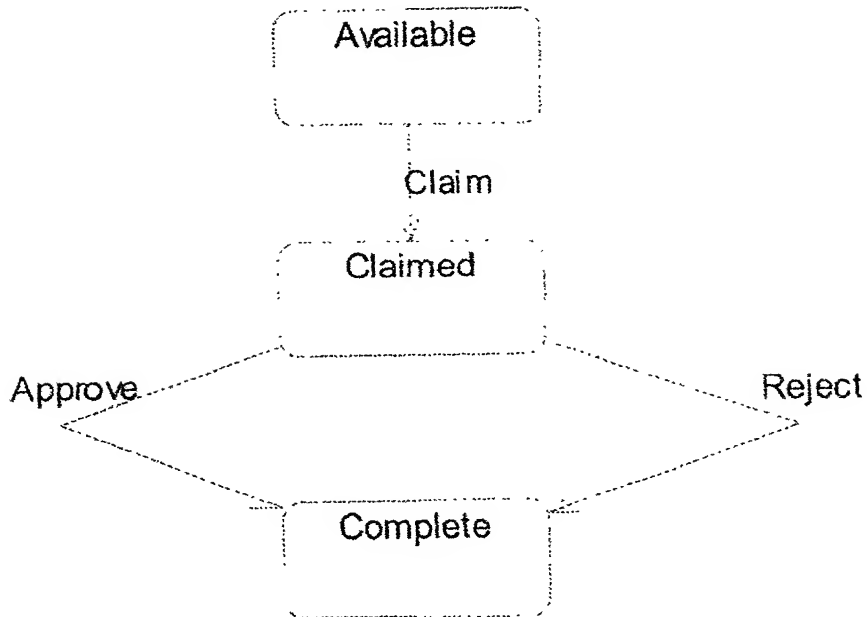 Available
Claim
Claimed
Approve
Reject
Complete